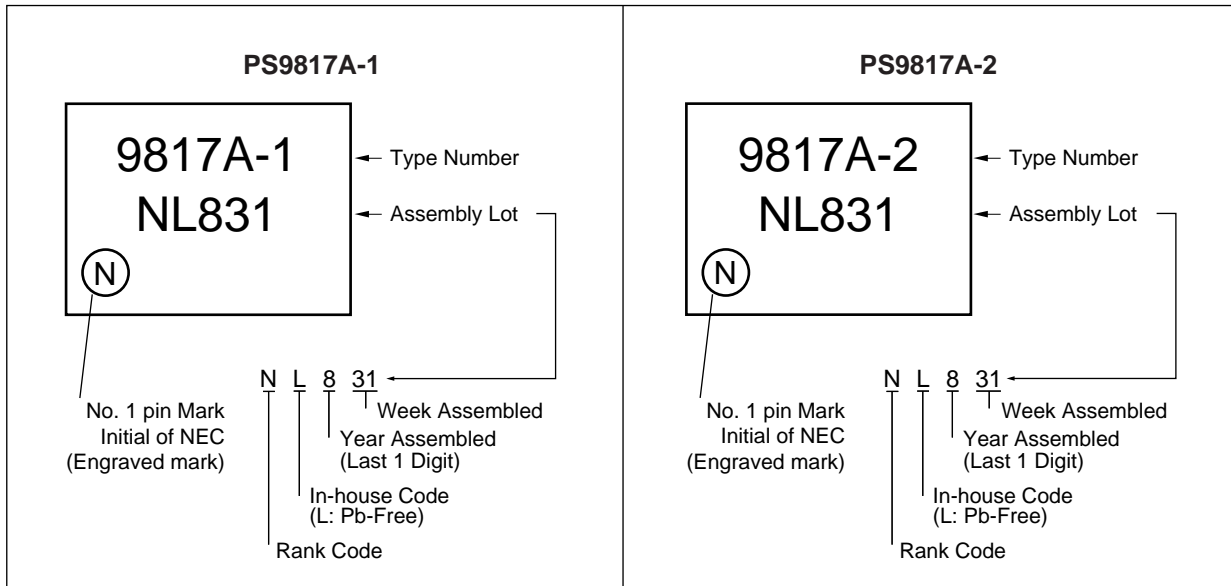 PS9817A-1
9817A-1
NL831
N
Type Number
Assembly Lot
N L 8 31
No. 1 pin Mark
Initial of NEC
(Engraved mark)
Week Assembled
Year Assembled
(Last 1 Digit)
In-house Code
(L: Pb-Free)
Rank Code
PS9817A-2
9817A-2
NL831
N
Type Number
Assembly Lot
N L 8 31
No. 1 pin Mark
Initial of NEC
(Engraved mark)
Week Assembled
Year Assembled
(Last 1 Digit)
In-house Code
(L: Pb-Free)
Rank Code